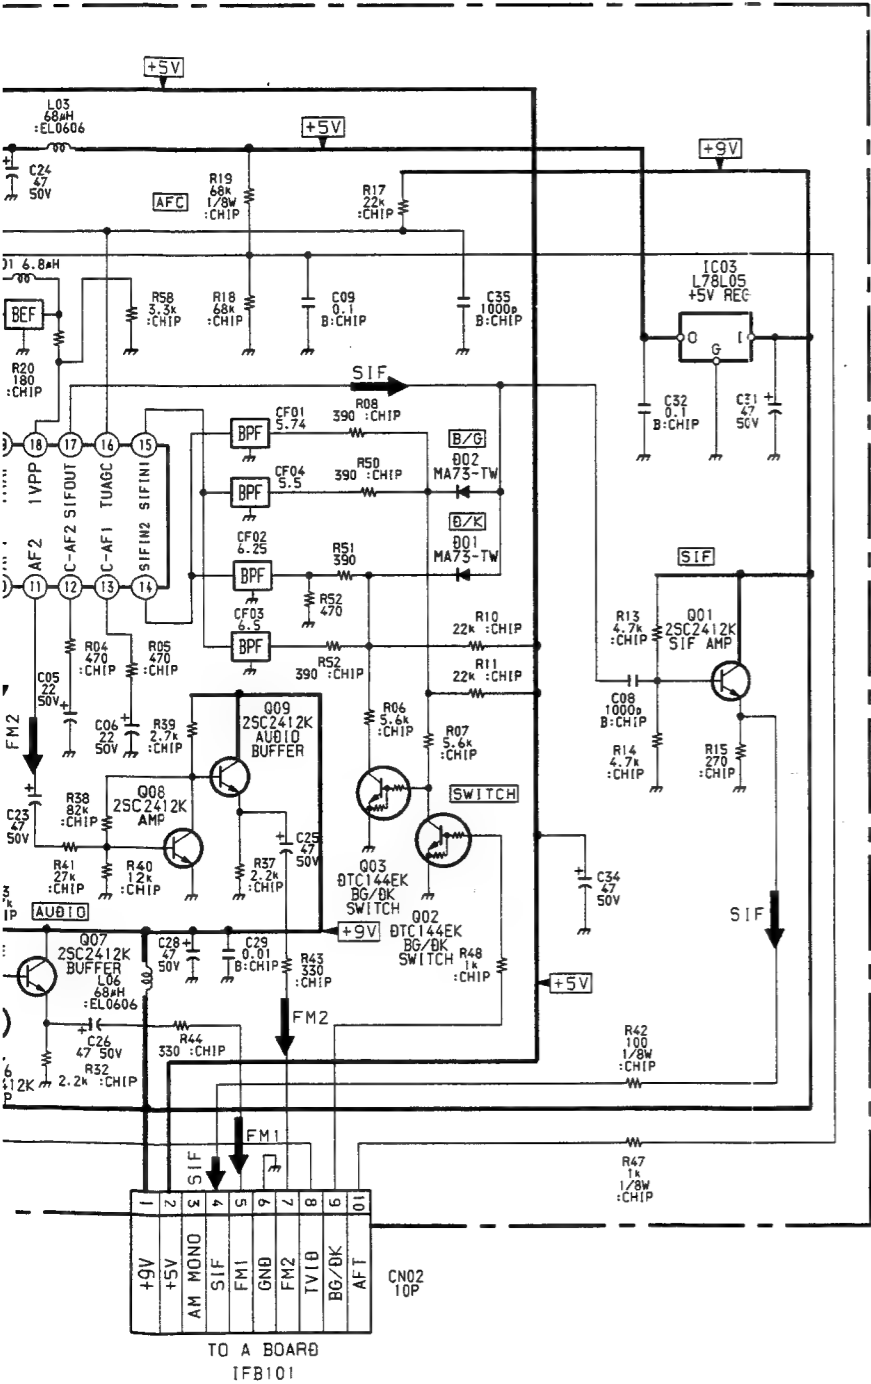 +5V
L03
68µH
:EL0606
+5V
+9V
C24
47
50V
R19
68k
1/8W
:CHIP
AFC
R17
22k
:CHIP
6.8µH
BEF
R58
3.3k
:CHIP
R18
68k
:CHIP
C09
0.1
B:CHIP
C35
1000p
B:CHIP
IC03
L78L05
+5V REG
O
I
G
R20
180
:CHIP
SIF
CF01
5.74
BPF
R08
390 :CHIP
C32
0.1
B:CHIP
C31
47
50V
18
17
16
15
B/G
D02
MA73-TW
CF04
5.5
BPF
R50
390 :CHIP
1VPP
SIFOUT
TUAGC
SIFIN1
AF2
C-AF2
C-AF1
SIFIN2
11
12
13
14
D/K
D01
MA73-TW
CF02
6.25
BPF
R51
390
R52
470
SIF
CF03
6.5
BPF
R52
390 :CHIP
R10
22k :CHIP
R11
22k :CHIP
R13
4.7k
:CHIP
Q01
2SC2412K
SIF AMP
R04
470
:CHIP
R05
470
:CHIP
C05
22
50V
C06
22
50V
R39
2.7k
:CHIP
Q09
2SC2412K
AUDIO
BUFFER
R06
5.6k
:CHIP
R07
5.6k
:CHIP
C08
1000p
B:CHIP
R14
4.7k
:CHIP
R15
270
:CHIP
FM2
C23
47
50V
R38
82k
:CHIP
Q08
2SC2412K
AMP
SWITCH
R41
27k
:CHIP
R40
12k
:CHIP
R37
2.2k
:CHIP
C25
47
50V
Q03
DTC144EK
BG/DK
SWITCH
C34
47
50V
AUDIO
Q07
2SC2412K
BUFFER
L06
68µH
:EL0606
C28
47
50V
C29
0.01
B:CHIP
+9V
Q02
DTC144EK
BG/DK
SWITCH
R48
1k
:CHIP
SIF
R43
330
:CHIP
+5V
FM2
C26
47 50V
R44
330 :CHIP
R42
100
1/8W
:CHIP
R32
2.2k :CHIP
412K
FM1
SIF
R47
1k
1/8W
:CHIP
1 2 3 4 5 6 7 8 9 10
+9V
+5V
AM MONO
SIF
FM1
GND
FM2
TVID
BG/DK
AFT
CN02
10P
TO A BOARD
IFB101